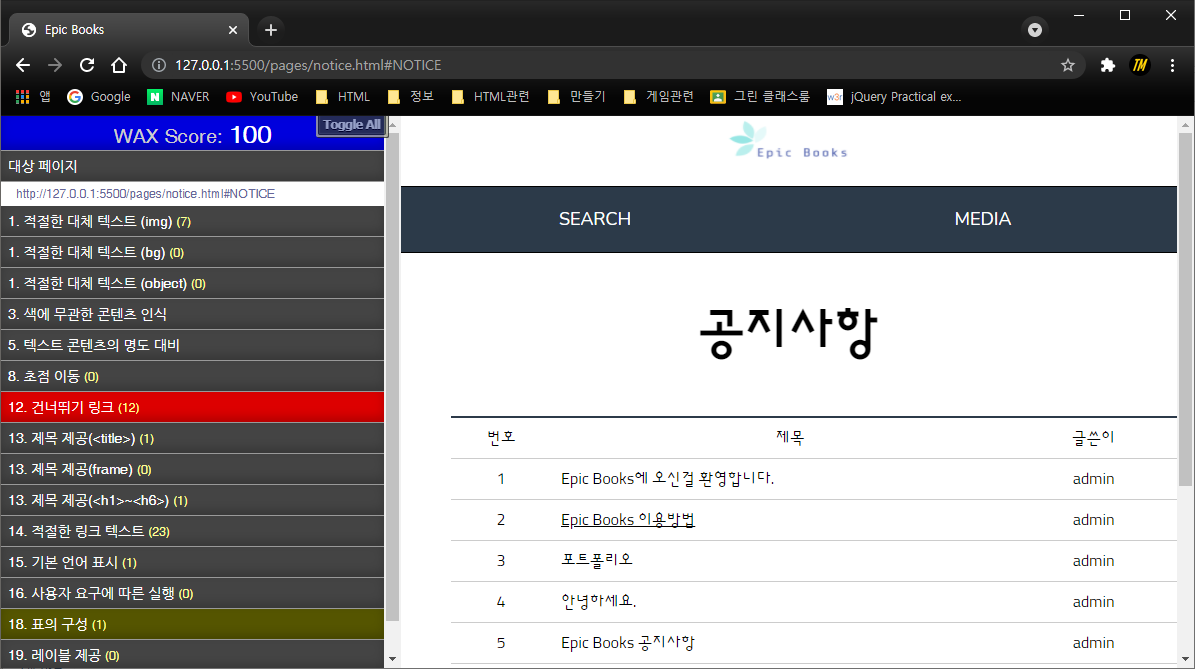 Epic Books
127.0.0.1:5500/pages/notice.html#NOTICE
앱 Google NAVER YouTube HTML 정보 HTML관련 만들기 게임관련 그린 클래스룸 jQuery Practical ex...
WAX Score: 100
Toggle All
대상 페이지
http://127.0.0.1:5500/pages/notice.html#NOTICE
1. 적절한 대체 텍스트 (img) (7)
1. 적절한 대체 텍스트 (bg) (0)
1. 적절한 대체 텍스트 (object) (0)
3. 색에 무관한 콘텐츠 인식
5. 텍스트 콘텐츠의 명도 대비
8. 초점 이동 (0)
12. 건너뛰기 링크 (12)
13. 제목 제공(<title>) (1)
13. 제목 제공(frame) (0)
13. 제목 제공(<h1>~<h6>) (1)
14. 적절한 링크 텍스트 (23)
15. 기본 언어 표시 (1)
16. 사용자 요구에 따른 실행 (0)
18. 표의 구성 (1)
19. 레이블 제공 (0)
Epic Books
SEARCH MEDIA
공지사항
번호 제목 글쓴이
1 Epic Books에 오신걸 환영합니다. admin
2 Epic Books 이용방법 admin
3 포트폴리오 admin
4 안녕하세요. admin
5 Epic Books 공지사항 admin